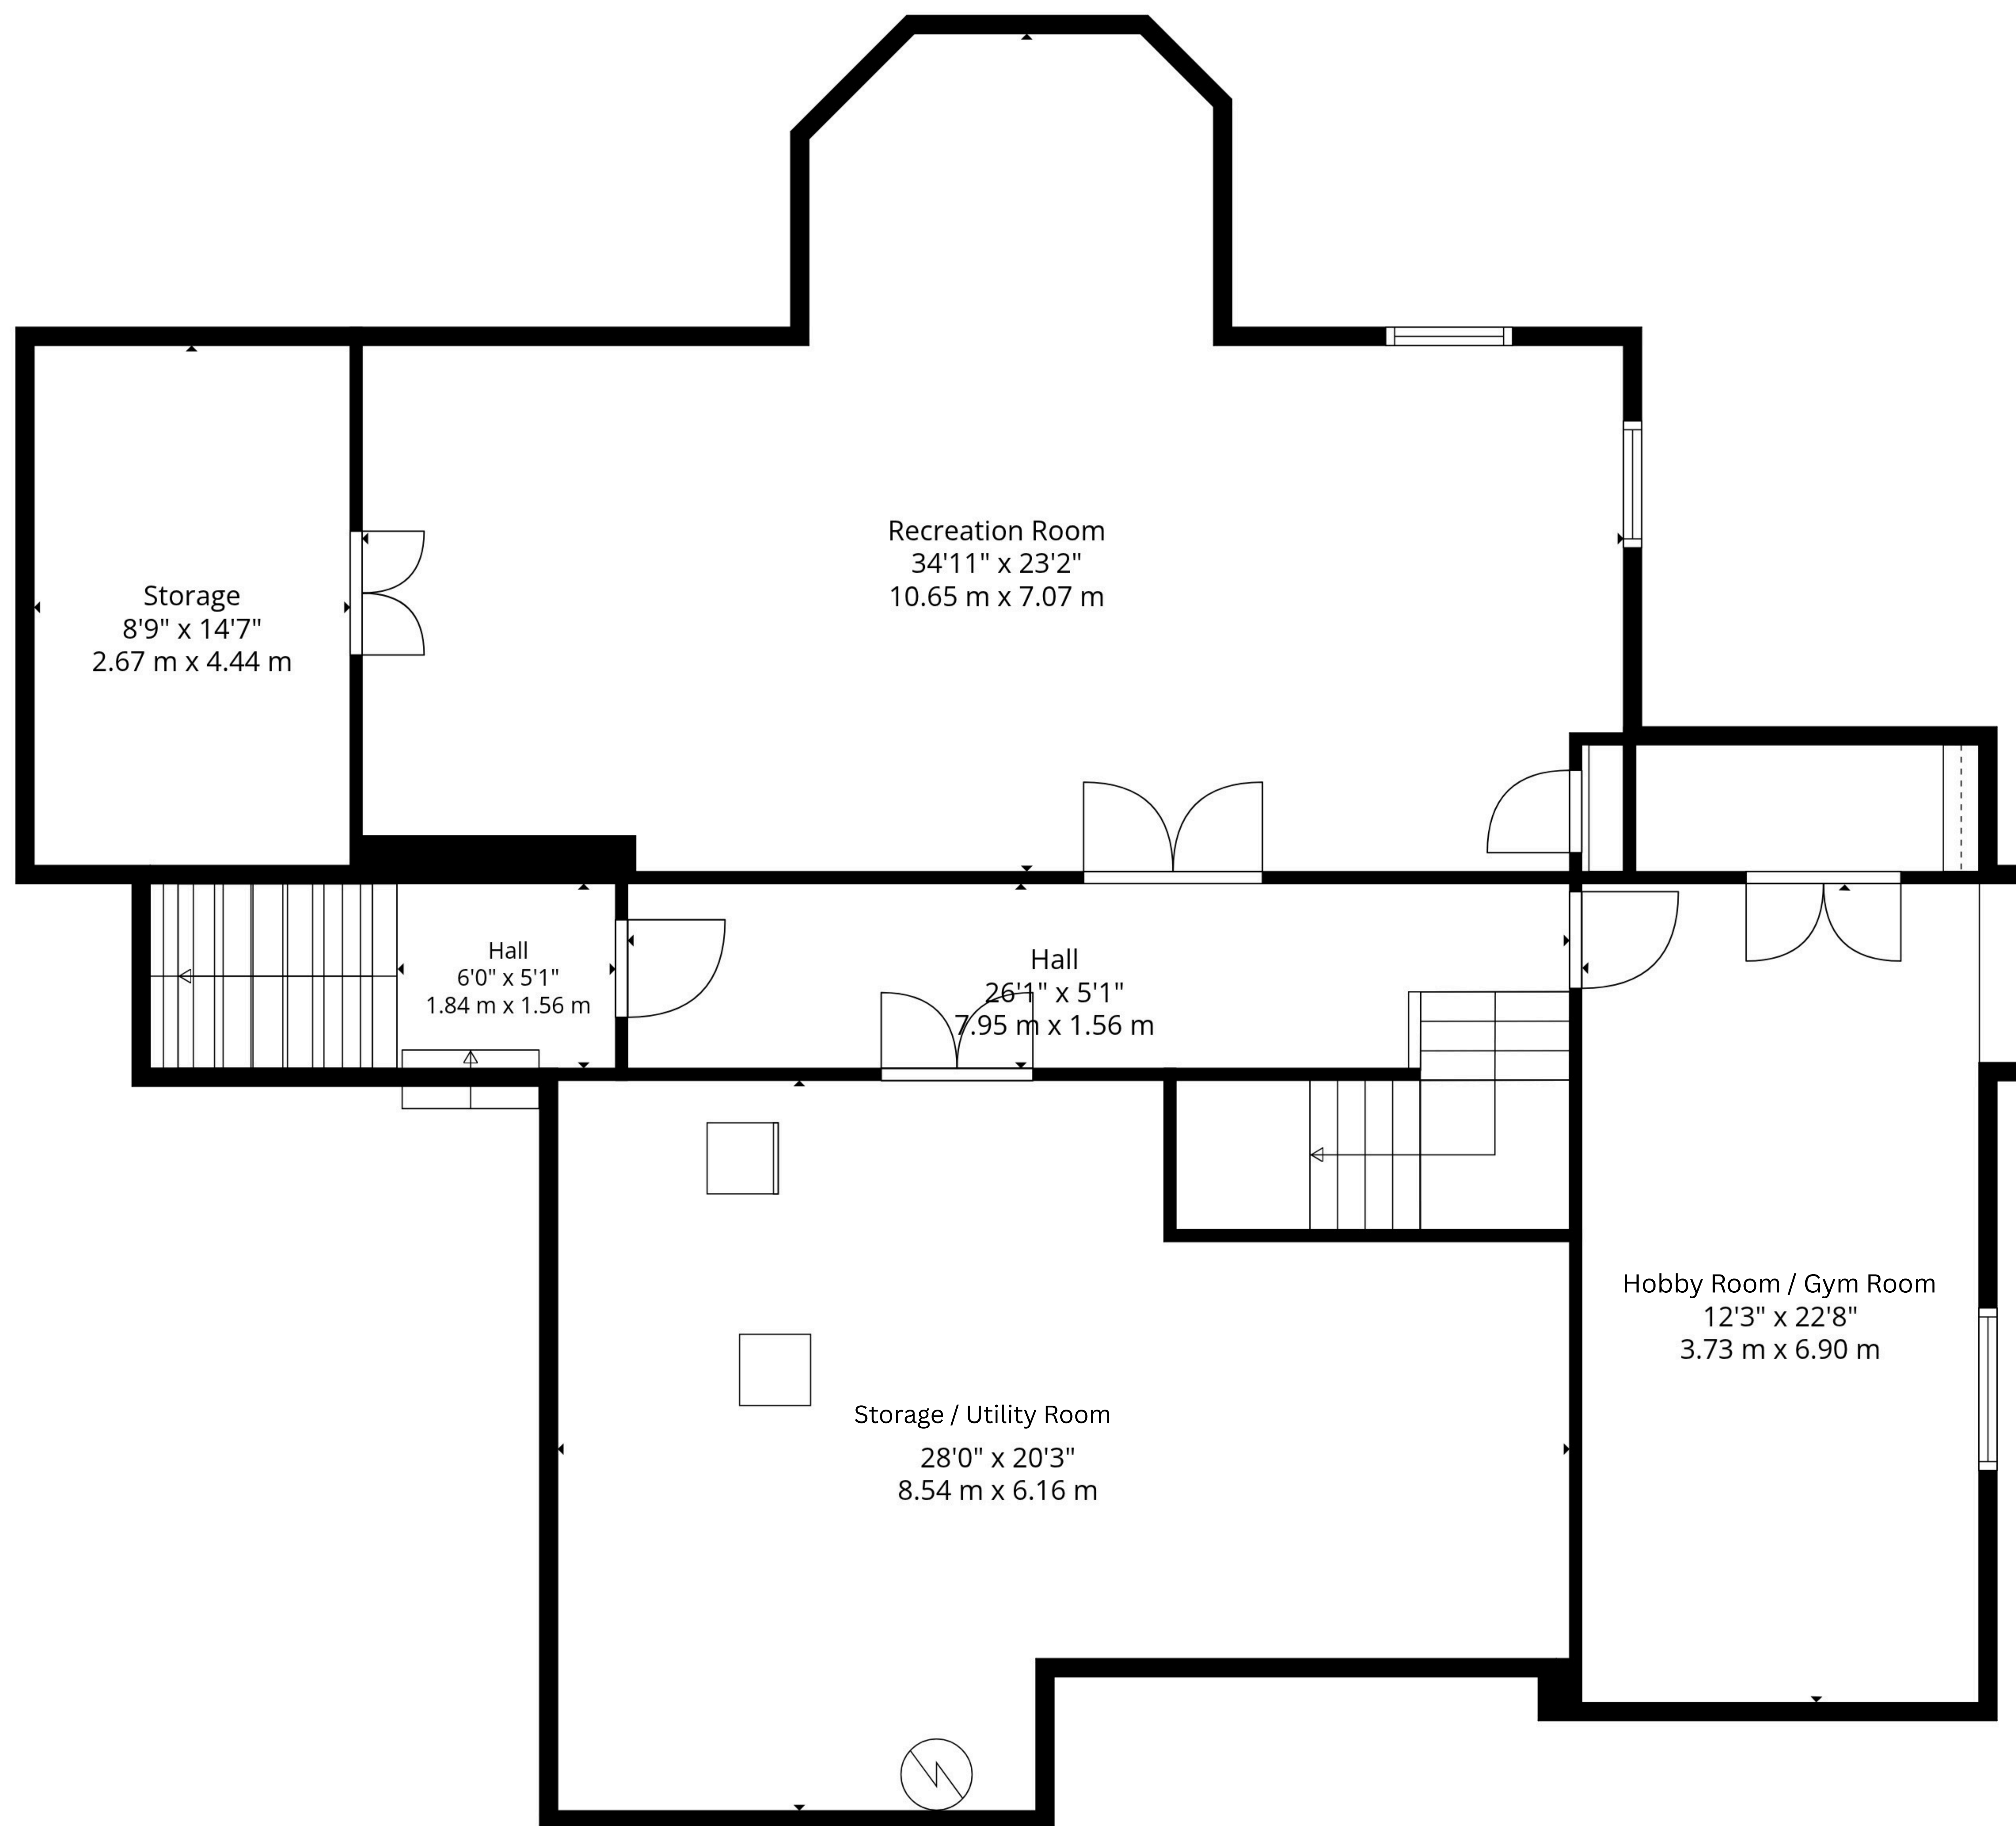 Recreation Room
34'11" x 23'2"
10.65 m x 7.07 m
Storage
8'9" x 14'7"
2.67 m x 4.44 m
Hall
6'0" x 5'1"
1.84 m x 1.56 m
Hall
26'1" x 5'1"
7.95 m x 1.56 m
Hobby Room / Gym Room
12'3" x 22'8"
3.73 m x 6.90 m
Storage / Utility Room
28'0" x 20'3"
8.54 m x 6.16 m